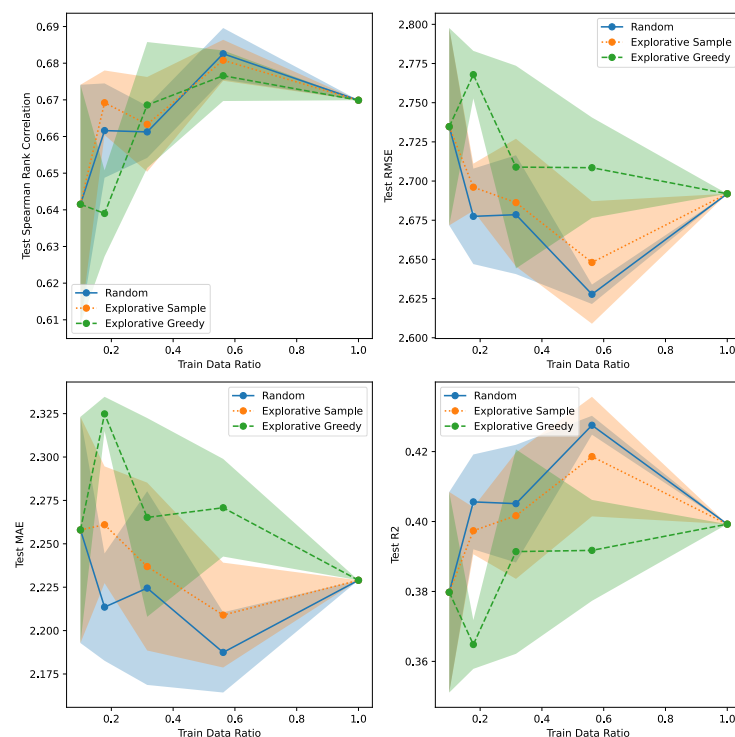 0.69
0.68
0.67
0.66
0.65
0.64
0.63
0.62
0.61
Test Spearman Rank Correlation
Random
Explorative Sample
Explorative Greedy
0.2 0.4 0.6 0.8 1.0
Train Data Ratio
2.800
2.775
2.750
2.725
2.700
2.675
2.650
2.625
2.600
Test RMSE
Random
Explorative Sample
Explorative Greedy
0.2 0.4 0.6 0.8 1.0
Train Data Ratio
2.325
2.300
2.275
2.250
2.225
2.200
2.175
Test MAE
Random
Explorative Sample
Explorative Greedy
0.2 0.4 0.6 0.8 1.0
Train Data Ratio
0.42
0.40
0.38
0.36
Test R2
Random
Explorative Sample
Explorative Greedy
0.2 0.4 0.6 0.8 1.0
Train Data Ratio